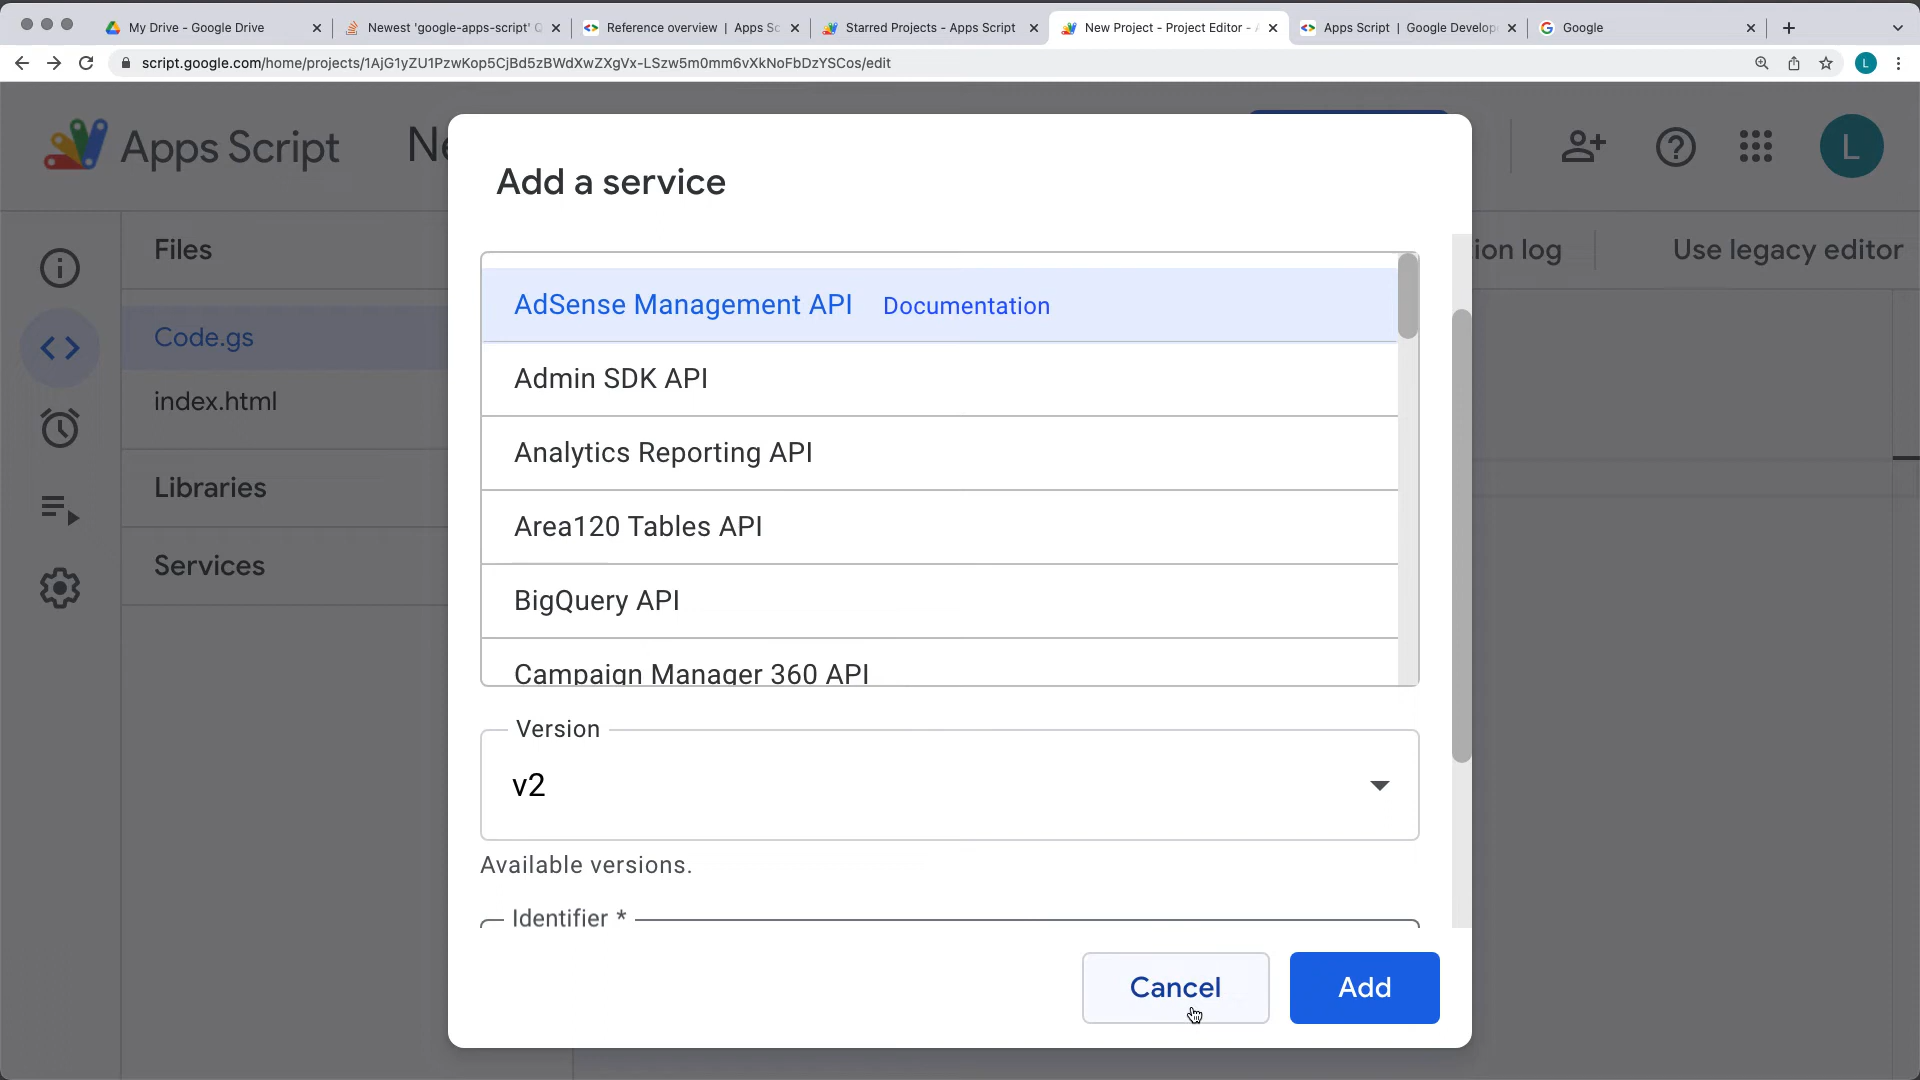 My Drive - Google Drive
Newest 'google-apps-script' Q
Reference overview | Apps Sc
Starred Projects - Apps Script
New Project - Project Editor - A
Apps Script | Google Develop
Google
script.google.com/home/projects/1AjG1yZU1PzwKop5CjBd5zBWdXwZXgVx-LSzw5m0mm6vXkNoFbDzYSCos/edit
L
Apps Script
Ne
L
Add a service
Files
ion log
Use legacy editor
Code.gs
index.html
Libraries
Services
AdSense Management API Documentation
Admin SDK API
Analytics Reporting API
Area120 Tables API
BigQuery API
Campaign Manager 360 API
Version
v2
Available versions.
Identifier *
Cancel
Add